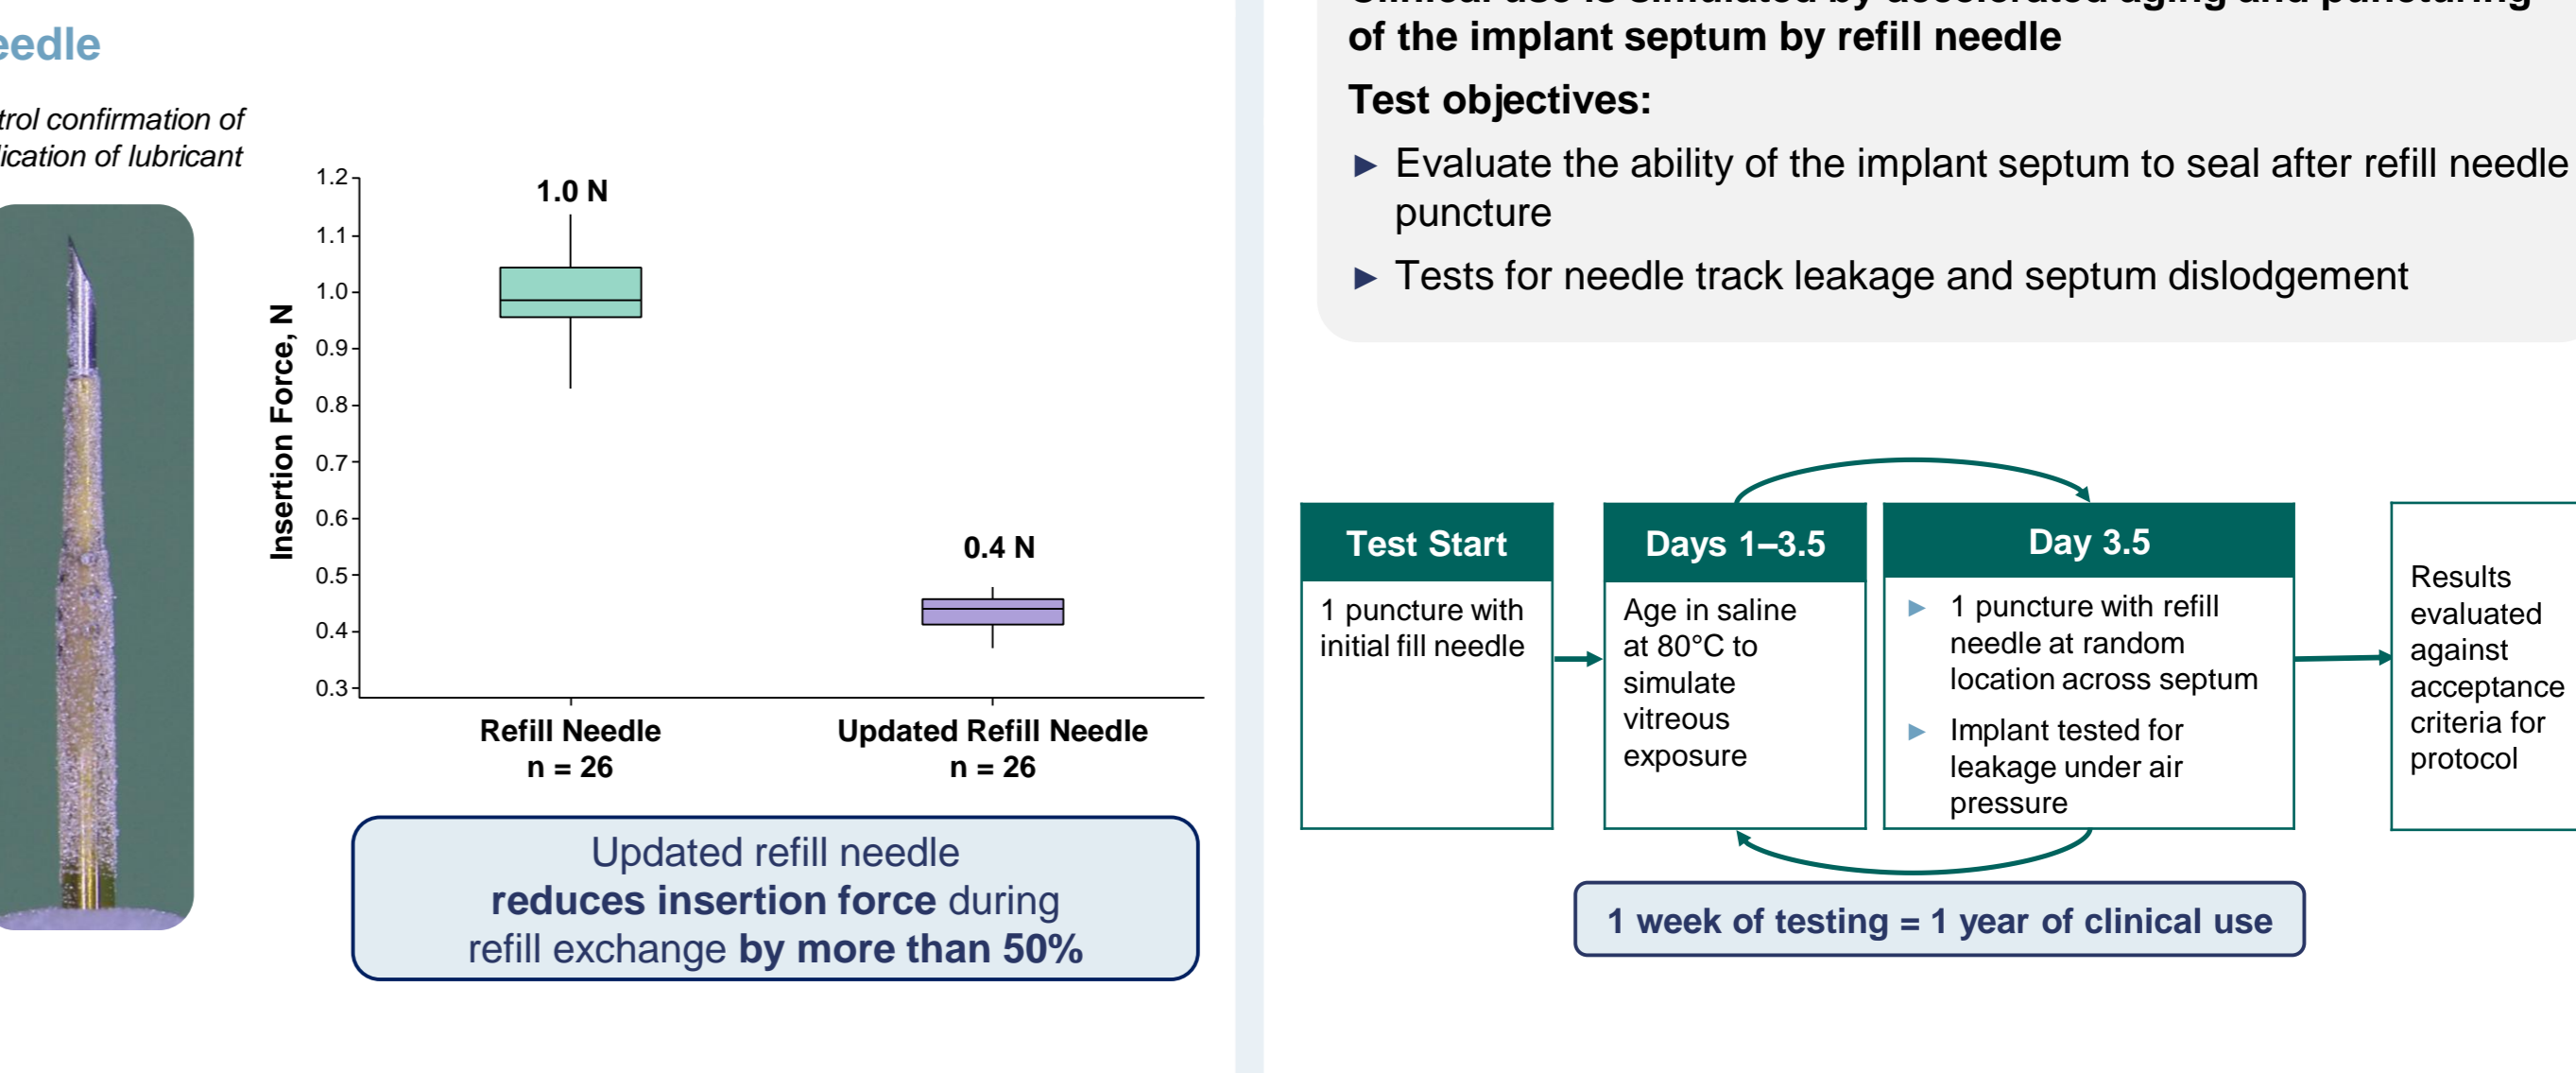 of the implant septum by refill needle
Test objectives:
► Evaluate the ability of the implant septum to seal after refill needle
puncture
► Tests for needle track leakage and septum dislodgement
confirmation of
of lubricant
1.2
1.1
1.0
0.9
0.8
0.7
0.6
0.5
0.4
0.3
Insertion Force, N
1.0 N
0.4 N
Refill Needle
n = 26
Updated Refill Needle
n = 26
Updated refill needle
reduces insertion force during
refill exchange by more than 50%
Test Start
1 puncture with
initial fill needle
Days 1–3.5
Age in saline
at 80°C to
simulate
vitreous
exposure
Day 3.5
► 1 puncture with refill
needle at random
location across septum
► Implant tested for
leakage under air
pressure
Results
evaluated
against
acceptance
criteria for
protocol
1 week of testing = 1 year of clinical use